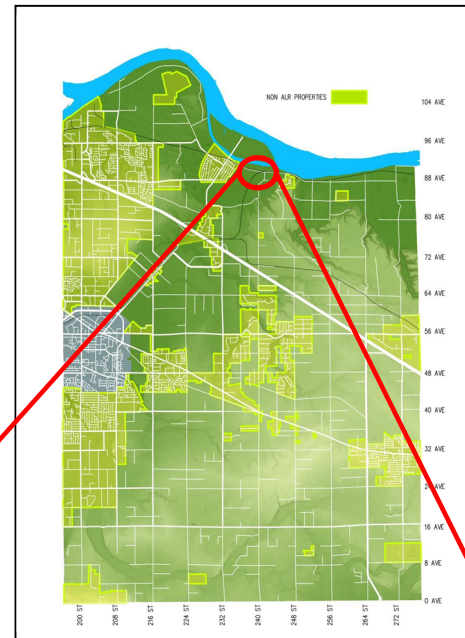 NON ALR PROPERTIES
104 AVE
96 AVE
88 AVE
80 AVE
72 AVE
64 AVE
56 AVE
48 AVE
40 AVE
32 AVE
24 AVE
16 AVE
8 AVE
0 AVE
200 ST
208 ST
216 ST
224 ST
232 ST
240 ST
248 ST
256 ST
264 ST
272 ST